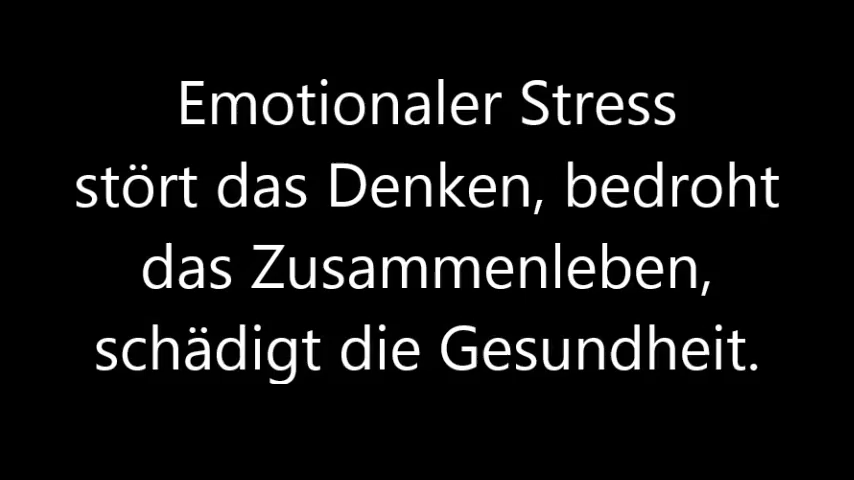 Emotionaler Stress
stört das Denken, bedroht
das Zusammenleben,
schädigt die Gesundheit.